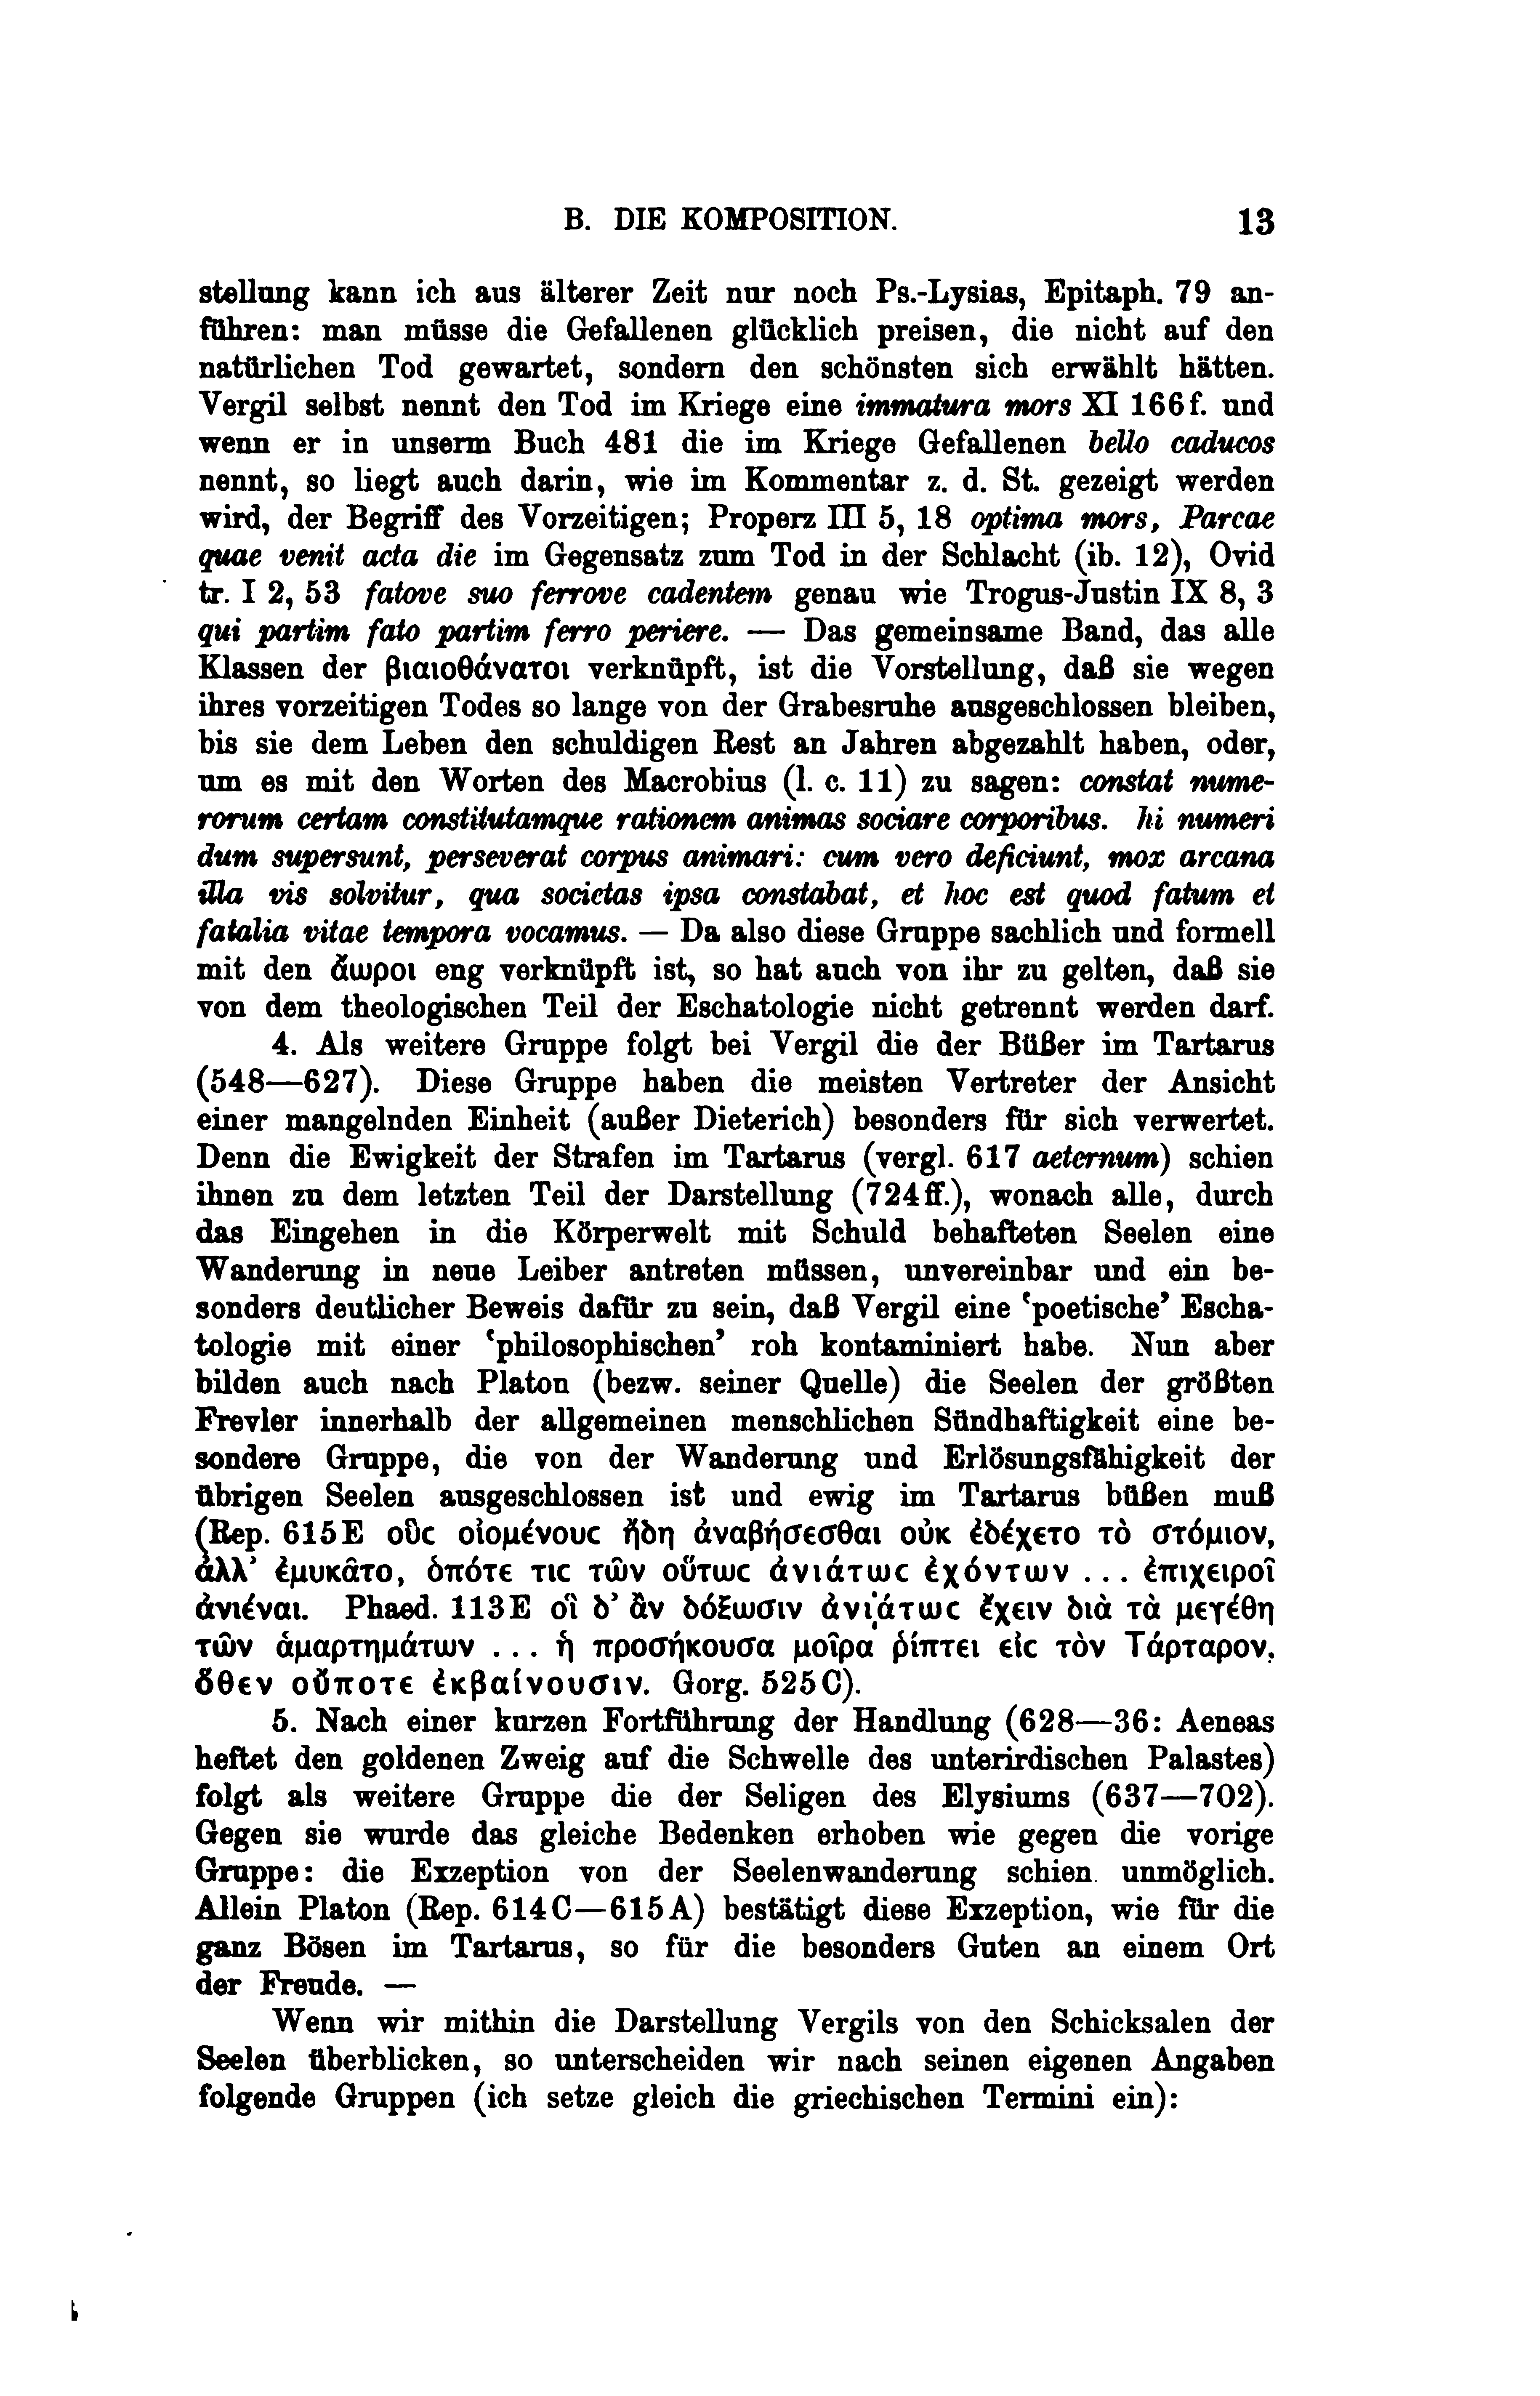 B. DIE KOMPOSITION. 13
stellung kann ich aus älterer Zeit nur noch Ps.-Lysias, Epitaph. 79 an-
führen: man müsse die Gefallenen glücklich preisen, die nicht auf den
natürlichen Tod gewartet, sondern den schönsten sich erwählt hätten.
Vergil selbst nennt den Tod im Kriege eine immatura mors XI 166f. und
wenn er in unserm Buch 481 die im Kriege Gefallenen bello caducos
nennt, so liegt auch darin, wie im Kommentar z. d. St. gezeigt werden
wird, der Begriff des Vorzeitigen; Properz III 5, 18 optima mors, Parcae
quae venit acta die im Gegensatz zum Tod in der Schlacht (ib. 12), Ovid
tr. I 2, 53 fatove suo ferrove cadentem genau wie Trogus-Justin IX 8, 3
qui partim fato partim ferro periere. — Das gemeinsame Band, das alle
Klassen der βιαιοθάνατοι verknüpft, ist die Vorstellung, daß sie wegen
ihres vorzeitigen Todes so lange von der Grabesruhe ausgeschlossen bleiben,
bis sie dem Leben den schuldigen Rest an Jahren abgezahlt haben, oder,
um es mit den Worten des Macrobius (l. c. 11) zu sagen: constat nume-
rorum certam constitutamque rationem animas sociare corporibus. hi numeri
dum supersunt, perseverat corpus animari: cum vero deficiunt, mox arcana
illa vis solvitur, qua societas ipsa constabat, et hoc est quod fatum et
fatalia vitae tempora vocamus. — Da also diese Gruppe sachlich und formell
mit den ἄωροι eng verknüpft ist, so hat auch von ihr zu gelten, daß sie
von dem theologischen Teil der Eschatologie nicht getrennt werden darf.
4. Als weitere Gruppe folgt bei Vergil die der Büßer im Tartarus
(548—627). Diese Gruppe haben die meisten Vertreter der Ansicht
einer mangelnden Einheit (außer Dieterich) besonders für sich verwertet.
Denn die Ewigkeit der Strafen im Tartarus (vergl. 617 aeternum) schien
ihnen zu dem letzten Teil der Darstellung (724ff.), wonach alle, durch
das Eingehen in die Körperwelt mit Schuld behafteten Seelen eine
Wanderung in neue Leiber antreten müssen, unvereinbar und ein be-
sonders deutlicher Beweis dafür zu sein, daß Vergil eine ‘poetische’ Escha-
tologie mit einer ‘philosophischen’ roh kontaminiert habe. Nun aber
bilden auch nach Platon (bezw. seiner Quelle) die Seelen der größten
Frevler innerhalb der allgemeinen menschlichen Sündhaftigkeit eine be-
sondere Gruppe, die von der Wanderung und Erlösungsfähigkeit der
übrigen Seelen ausgeschlossen ist und ewig im Tartarus büßen muß
(Rep. 615E οὓϲ οἰομένουϲ ἤδη ἀναβήσεσθαι οὐκ ἐδέχετο τὸ στόμιον,
ἀλλ’ ἐμυκᾶτο, ὁπότε τιϲ τῶν οὕτωϲ ἀνιάτωϲ ἐχόντων ... ἐπιχειροῖ
ἀνιέναι. Phaed. 113E οἳ δ’ ἂν δόξωσιν ἀνιάτωϲ ἔχειν διὰ τὰ μεγέθη
τῶν ἁμαρτημάτων ... ἡ προσήκουσα μοῖρα ῥίπτει εἰϲ τὸν Τάρταρον,
ὅθεν οὔποτε ἐκβαίνουσιν. Gorg. 525C).
5. Nach einer kurzen Fortführung der Handlung (628—36: Aeneas
heftet den goldenen Zweig auf die Schwelle des unterirdischen Palastes)
folgt als weitere Gruppe die der Seligen des Elysiums (637—702).
Gegen sie wurde das gleiche Bedenken erhoben wie gegen die vorige
Gruppe: die Exzeption von der Seelenwanderung schien unmöglich.
Allein Platon (Rep. 614C—615A) bestätigt diese Exzeption, wie für die
ganz Bösen im Tartarus, so für die besonders Guten an einem Ort
der Freude. —
Wenn wir mithin die Darstellung Vergils von den Schicksalen der
Seelen überblicken, so unterscheiden wir nach seinen eigenen Angaben
folgende Gruppen (ich setze gleich die griechischen Termini ein):